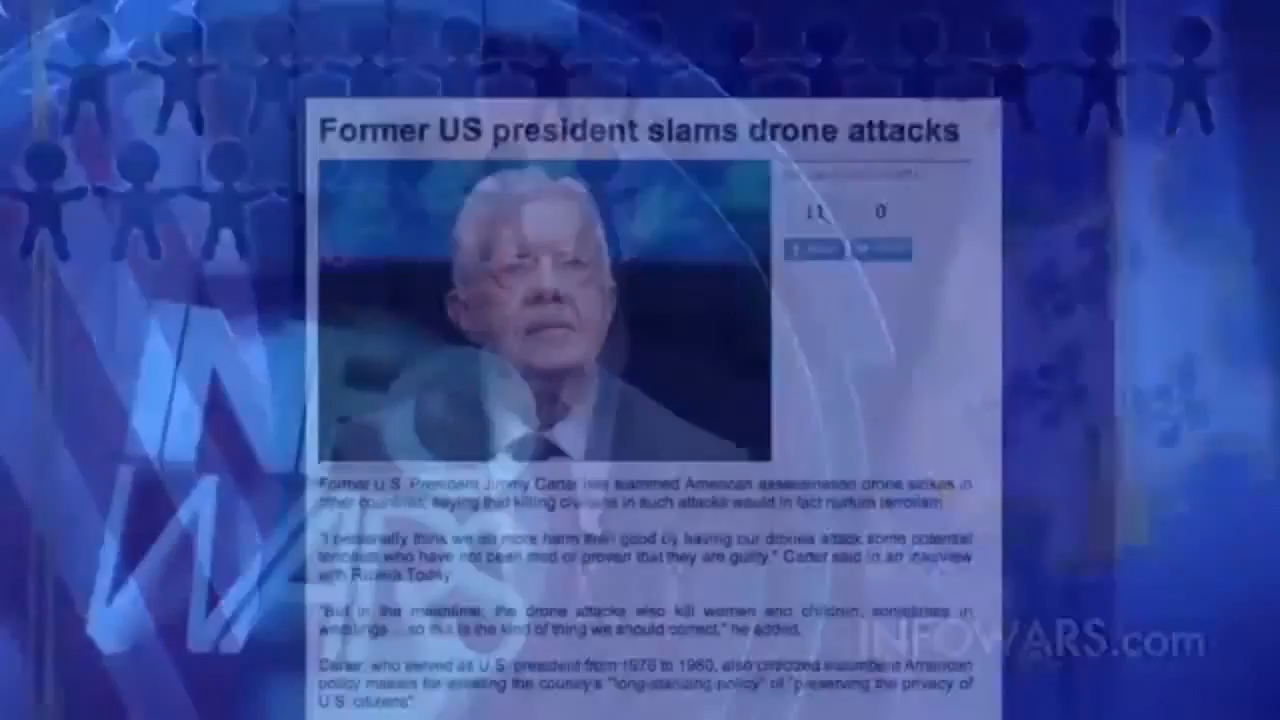 Former US president slams drone attacks
11 0
Former U.S. President Jimmy Carter has slammed American assassination drone strikes in
other countries, saying that killing civilians in such attacks would in fact nurture terrorism.
"I personally think we do more harm than good by having our drones attack some potential
terrorists who have not been tried or proven that they are guilty," Carter said in an interview
with Russia Today.
"But in the meantime, the drone attacks also kill women and children, sometimes in
weddings... so this is the kind of thing we should correct," he added.
Carter, who served as U.S. president from 1976 to 1980, also criticized American
policy makers for violating the country's "long-standing policy" of "preserving the privacy of
U.S. citizens".
INFOWARS.com